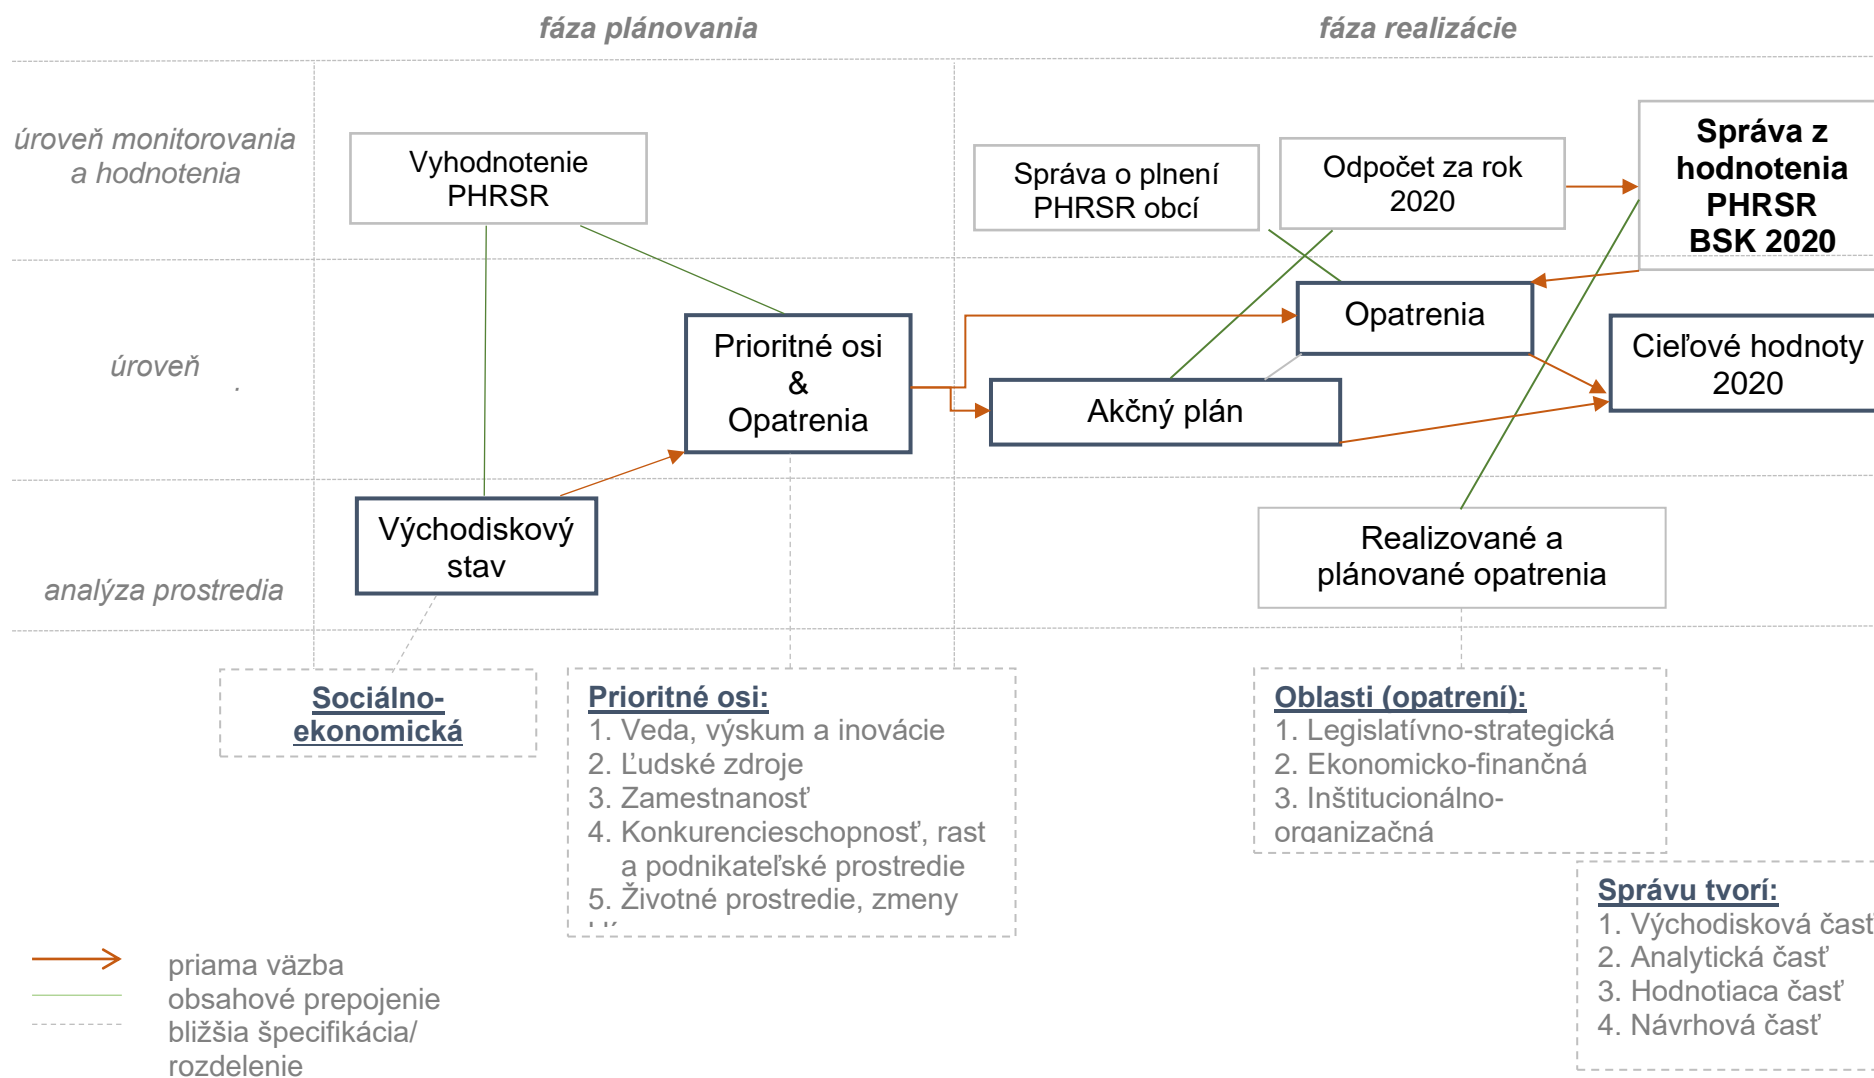 fáza plánovania
fáza realizácie
úroveň monitorovania
a hodnotenia
Vyhodnotenie
PHRSR
Správa o plnení
PHRSR obcí
Odpočet za rok
2020
Správa z
hodnotenia
PHRSR
BSK 2020
úroveň
.
Prioritné osi
&
Opatrenia
Opatrenia
Akčný plán
Cieľové hodnoty
2020
analýza prostredia
Východiskový
stav
Realizované a
plánované opatrenia
Sociálno-
ekonomická
Prioritné osi:
1. Veda, výskum a inovácie
2. Ľudské zdroje
3. Zamestnanosť
4. Konkurencieschopnosť, rast
a podnikateľské prostredie
5. Životné prostredie, zmeny
Oblasti (opatrení):
1. Legislatívno-strategická
2. Ekonomicko-finančná
3. Inštitucionálno-
organizačná
Správu tvorí:
1. Východisková časť
2. Analytická časť
3. Hodnotiaca časť
4. Návrhová časť
priama väzba
obsahové prepojenie
bližšia špecifikácia/
rozdelenie